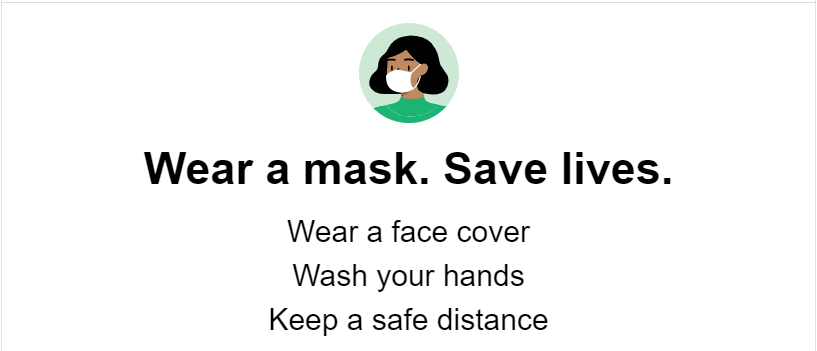 Wear a mask. Save lives.
Wear a face cover
Wash your hands
Keep a safe distance